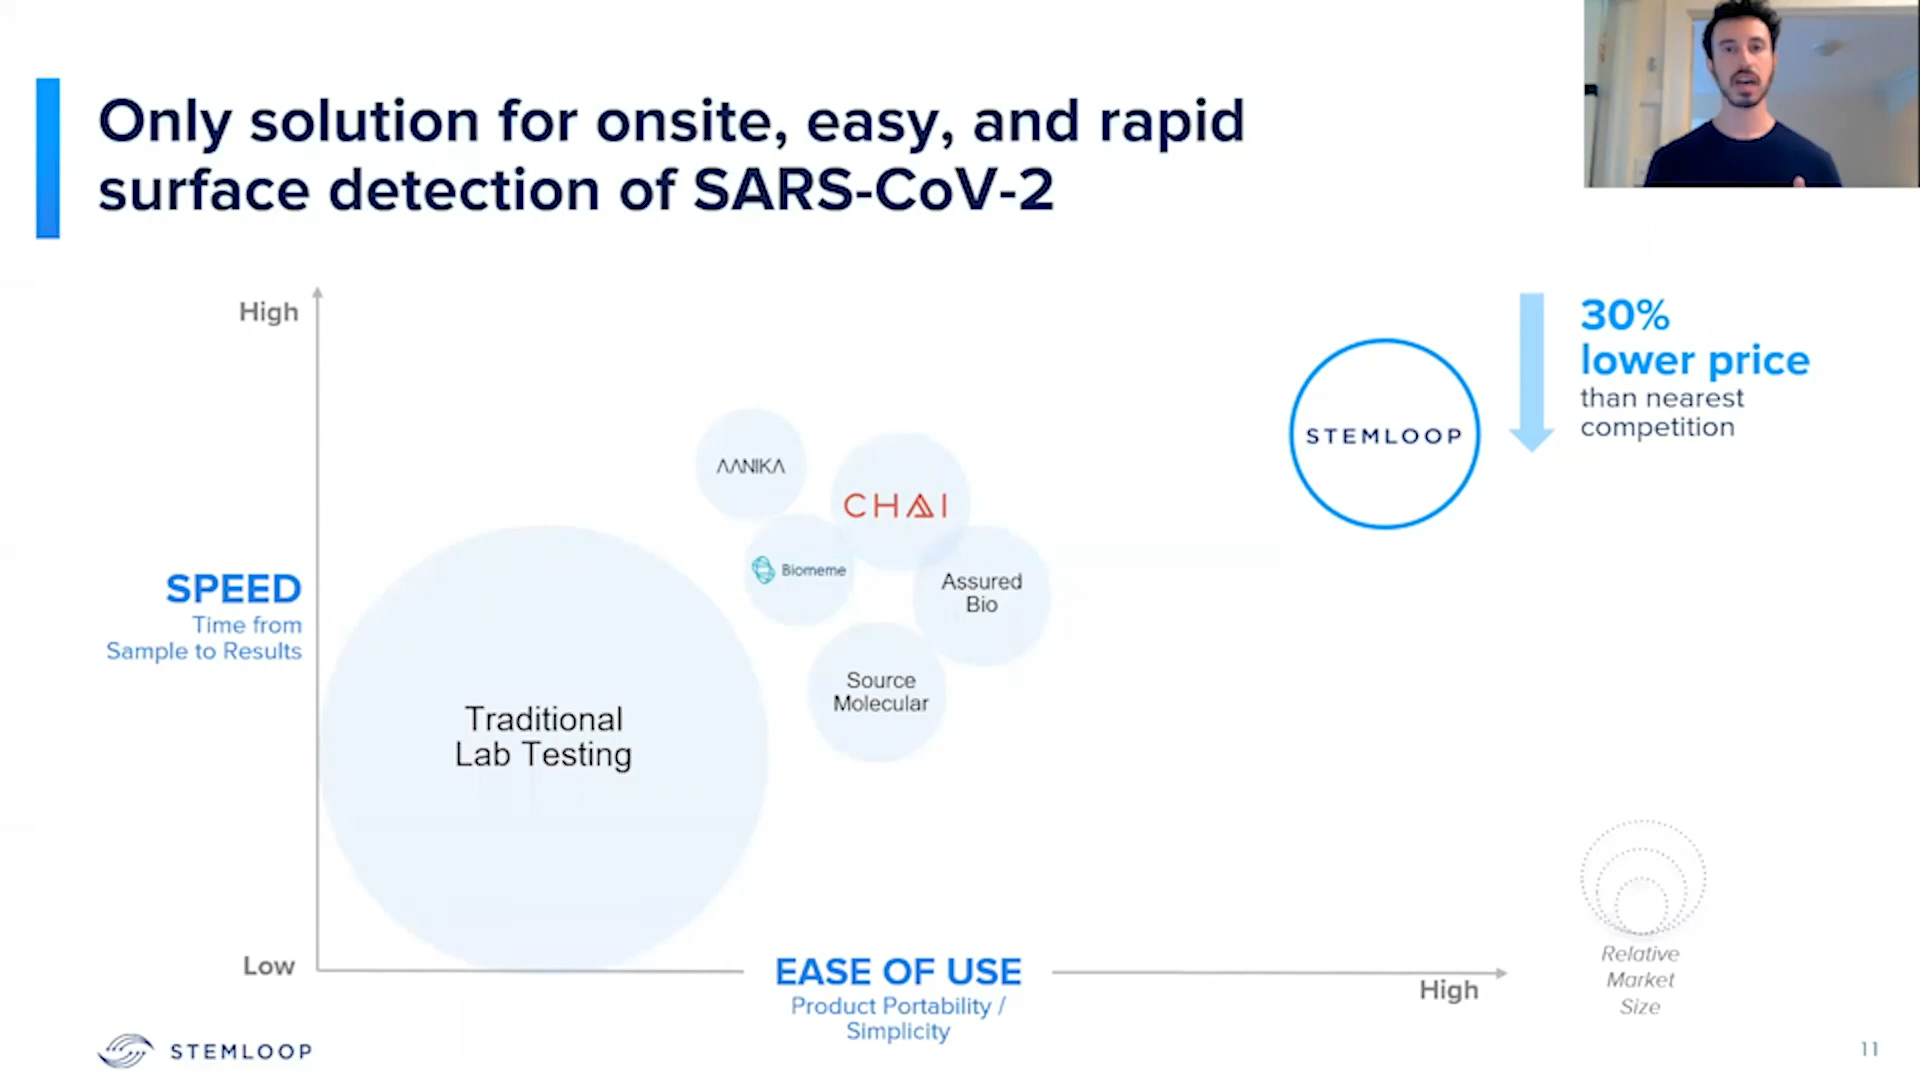 Only solution for onsite, easy, and rapid
surface detection of SARS-CoV-2
High
30%
lower price
than nearest
competition
STEMLOOP
AANIKA
CHAI
Biomeme
Assured
Bio
SPEED
Time from
Sample to Results
Source
Molecular
Traditional
Lab Testing
Low
EASE OF USE
Product Portability /
Simplicity
High
Relative
Market
Size
STEMLOOP
11